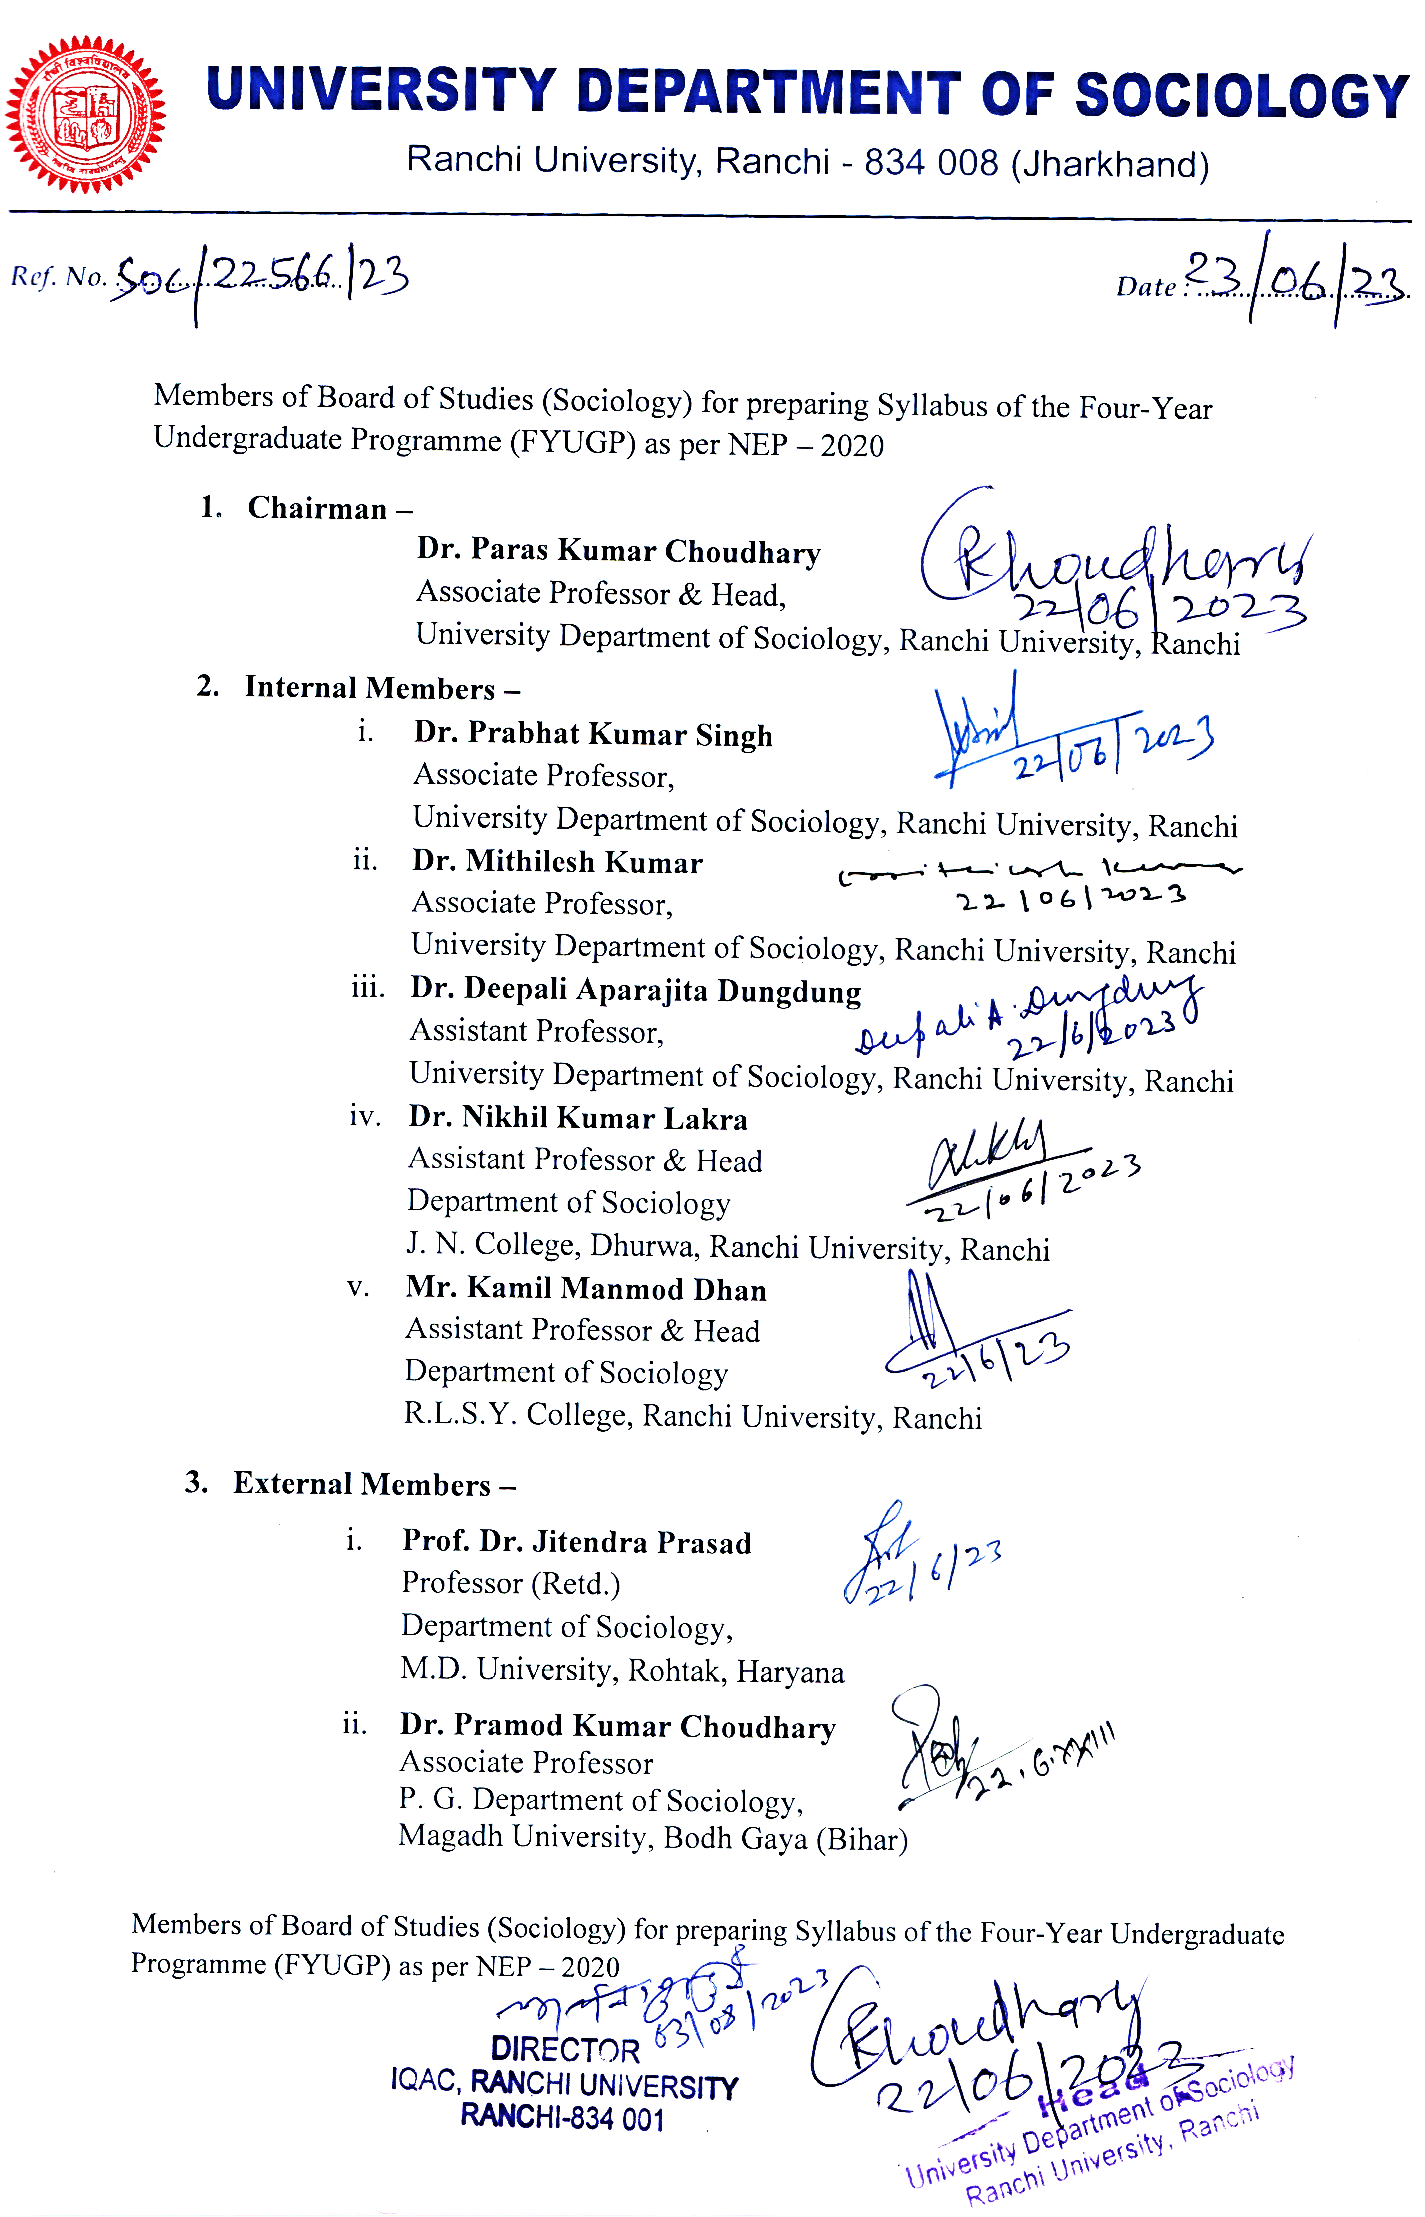 UNIVERSITY DEPARTMENT OF SOCIOLOGY
Ranchi University, Ranchi - 834 008 (Jharkhand)
Ref. No. Soc/22566/23
Date : 23/06/23
Members of Board of Studies (Sociology) for preparing Syllabus of the Four-Year
Undergraduate Programme (FYUGP) as per NEP – 2020
1. Chairman –
Dr. Paras Kumar Choudhary
Associate Professor & Head,
University Department of Sociology, Ranchi University, Ranchi
Choudhary
22/06/2023
2. Internal Members –
i. Dr. Prabhat Kumar Singh
Associate Professor,
University Department of Sociology, Ranchi University, Ranchi
22/06/2023
ii. Dr. Mithilesh Kumar
Associate Professor,
University Department of Sociology, Ranchi University, Ranchi
Mithilesh Kumar
22/06/2023
iii. Dr. Deepali Aparajita Dungdung
Assistant Professor,
University Department of Sociology, Ranchi University, Ranchi
Deepali A. Dungdung
22/6/2023
iv. Dr. Nikhil Kumar Lakra
Assistant Professor & Head
Department of Sociology
J. N. College, Dhurwa, Ranchi University, Ranchi
22/06/2023
v. Mr. Kamil Manmod Dhan
Assistant Professor & Head
Department of Sociology
R.L.S.Y. College, Ranchi University, Ranchi
22/6/23
3. External Members –
i. Prof. Dr. Jitendra Prasad
Professor (Retd.)
Department of Sociology,
M.D. University, Rohtak, Haryana
22/6/23
ii. Dr. Pramod Kumar Choudhary
Associate Professor
P. G. Department of Sociology,
Magadh University, Bodh Gaya (Bihar)
22.6.XXIII
Members of Board of Studies (Sociology) for preparing Syllabus of the Four-Year Undergraduate
Programme (FYUGP) as per NEP – 2020
03/08/2023
DIRECTOR
IQAC, RANCHI UNIVERSITY
RANCHI-834 001
Choudhary
22/06/2023
Head
University Department of Sociology
Ranchi University, Ranchi